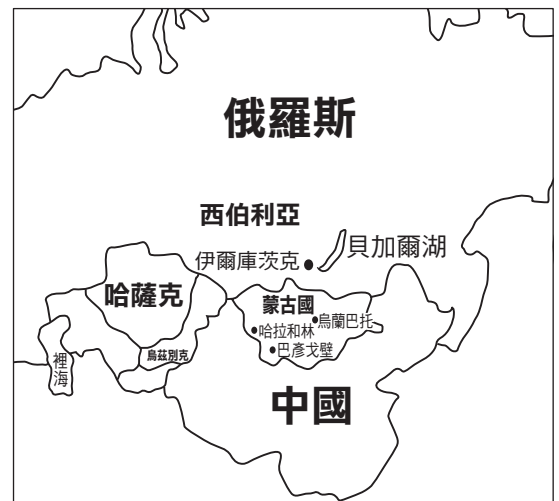 俄羅斯
西伯利亞
貝加爾湖
伊爾庫茨克
哈薩克
蒙古國
烏蘭巴托
哈拉和林
巴彥戈壁
烏茲別克
裡海
中國